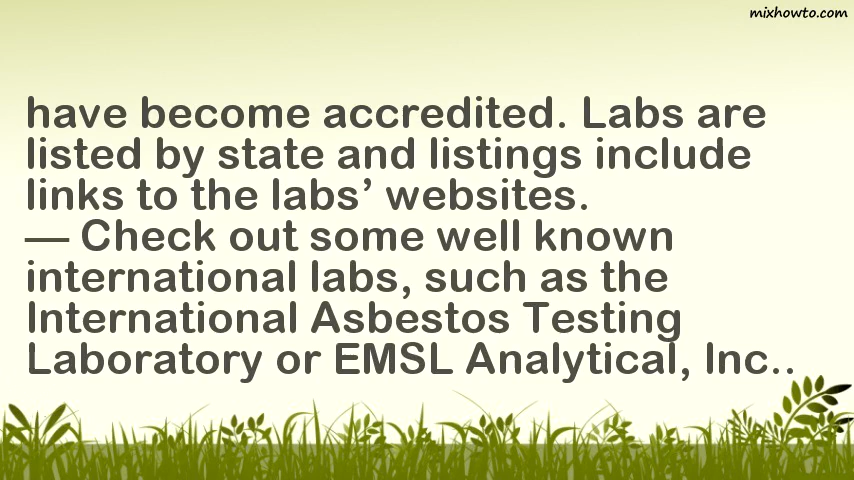 mixhowto.com
have become accredited. Labs are
listed by state and listings include
links to the labs’ websites.
— Check out some well known
international labs, such as the
International Asbestos Testing
Laboratory or EMSL Analytical, Inc..